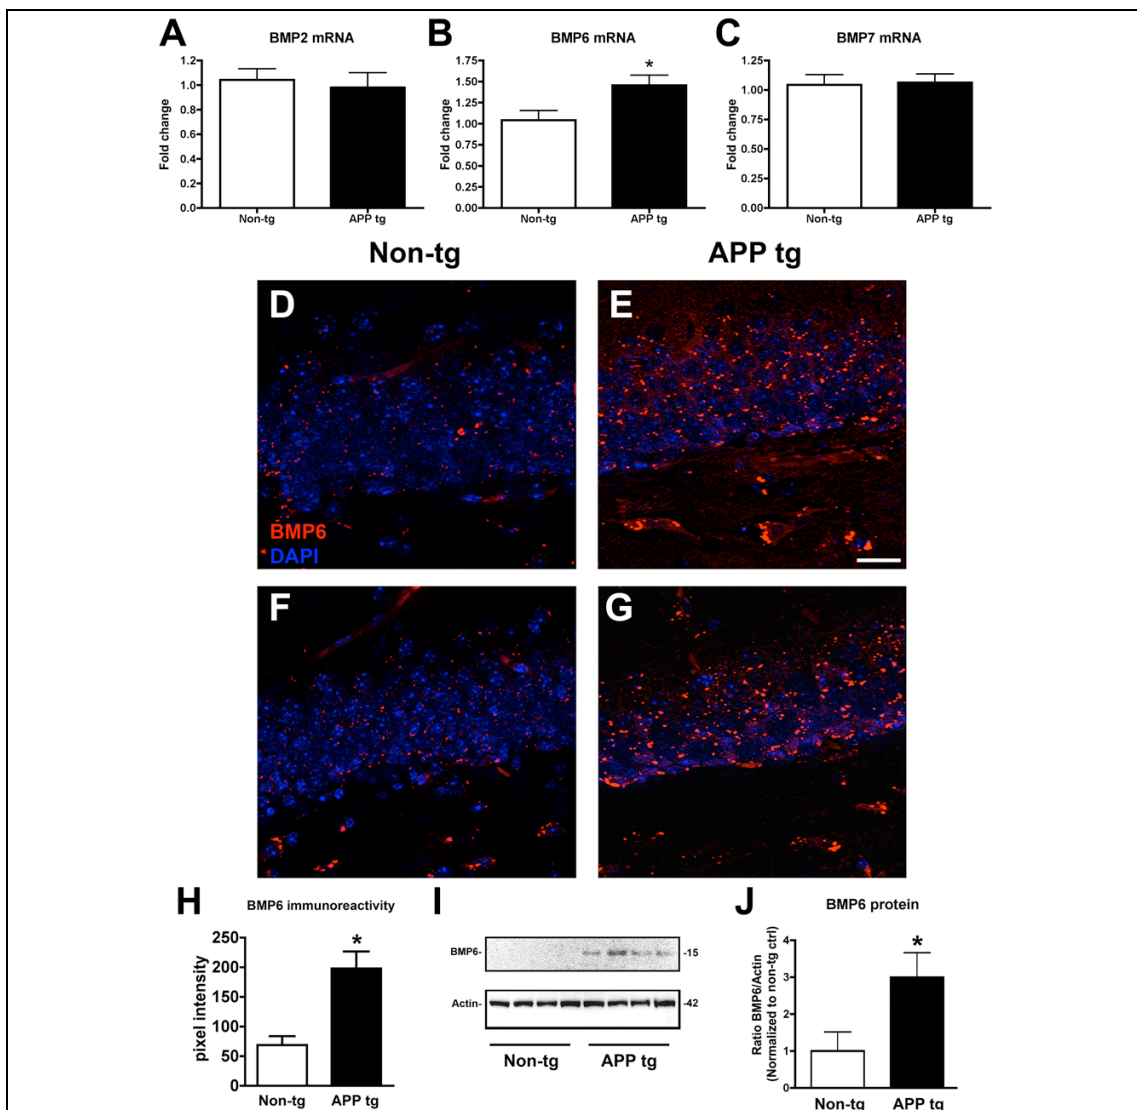 A BMP2 mRNA
Fold change
1.2
1.0
0.8
0.6
0.4
0.2
0.0
Non-tg APP tg
B BMP6 mRNA
Fold change
1.75
1.50
1.25
1.00
0.75
0.50
0.25
0.00
*
Non-tg APP tg
C BMP7 mRNA
Fold change
1.25
1.00
0.75
0.50
0.25
0.00
Non-tg APP tg
Non-tg APP tg
D
BMP6
DAPI
E
F
G
H BMP6 immunoreactivity
pixel intensity
250
200
150
100
50
0
*
Non-tg APP tg
I
BMP6- -15
Actin- -42
Non-tg APP tg
J BMP6 protein
Ratio BMP6/Actin
(Normalized to non-tg ctrl)
4
3
2
1
0
*
Non-tg APP tg